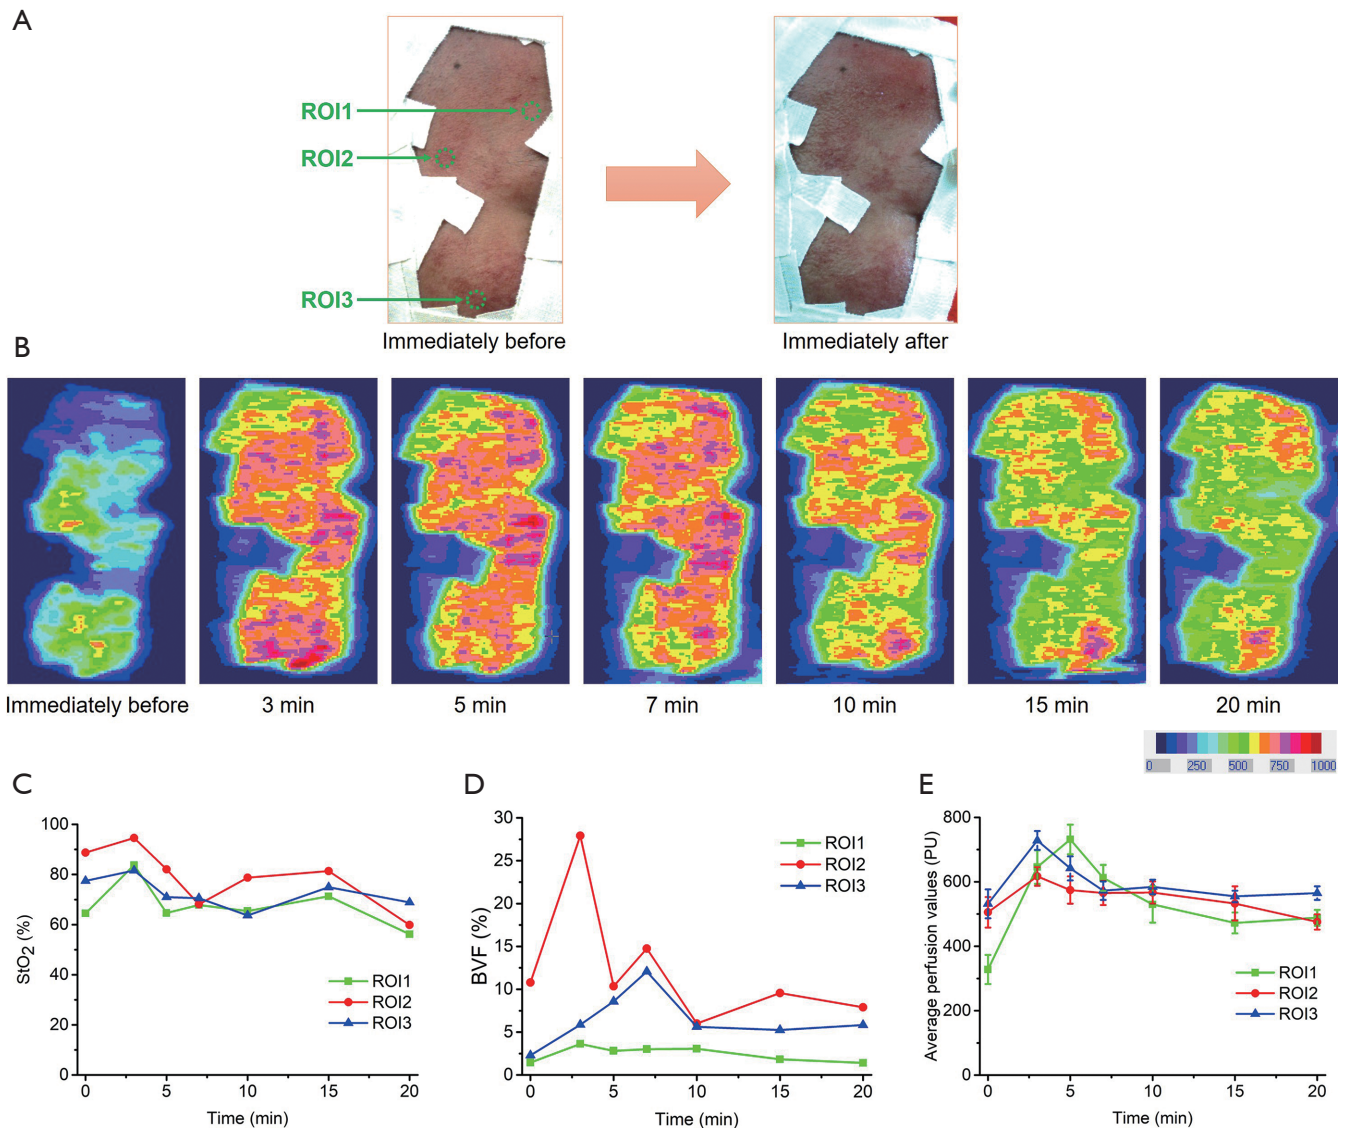 A
ROI1
ROI2
ROI3
Immediately before
Immediately after
B
Immediately before
3 min
5 min
7 min
10 min
15 min
20 min
0 250 500 750 1000
C
100
80
60
40
20
0
StO2 (%)
ROI1
ROI2
ROI3
0 5 10 15 20
Time (min)
D
30
25
20
15
10
5
0
BVF (%)
ROI1
ROI2
ROI3
0 5 10 15 20
Time (min)
E
800
600
400
200
0
Average perfusion values (PU)
ROI1
ROI2
ROI3
0 5 10 15 20
Time (min)